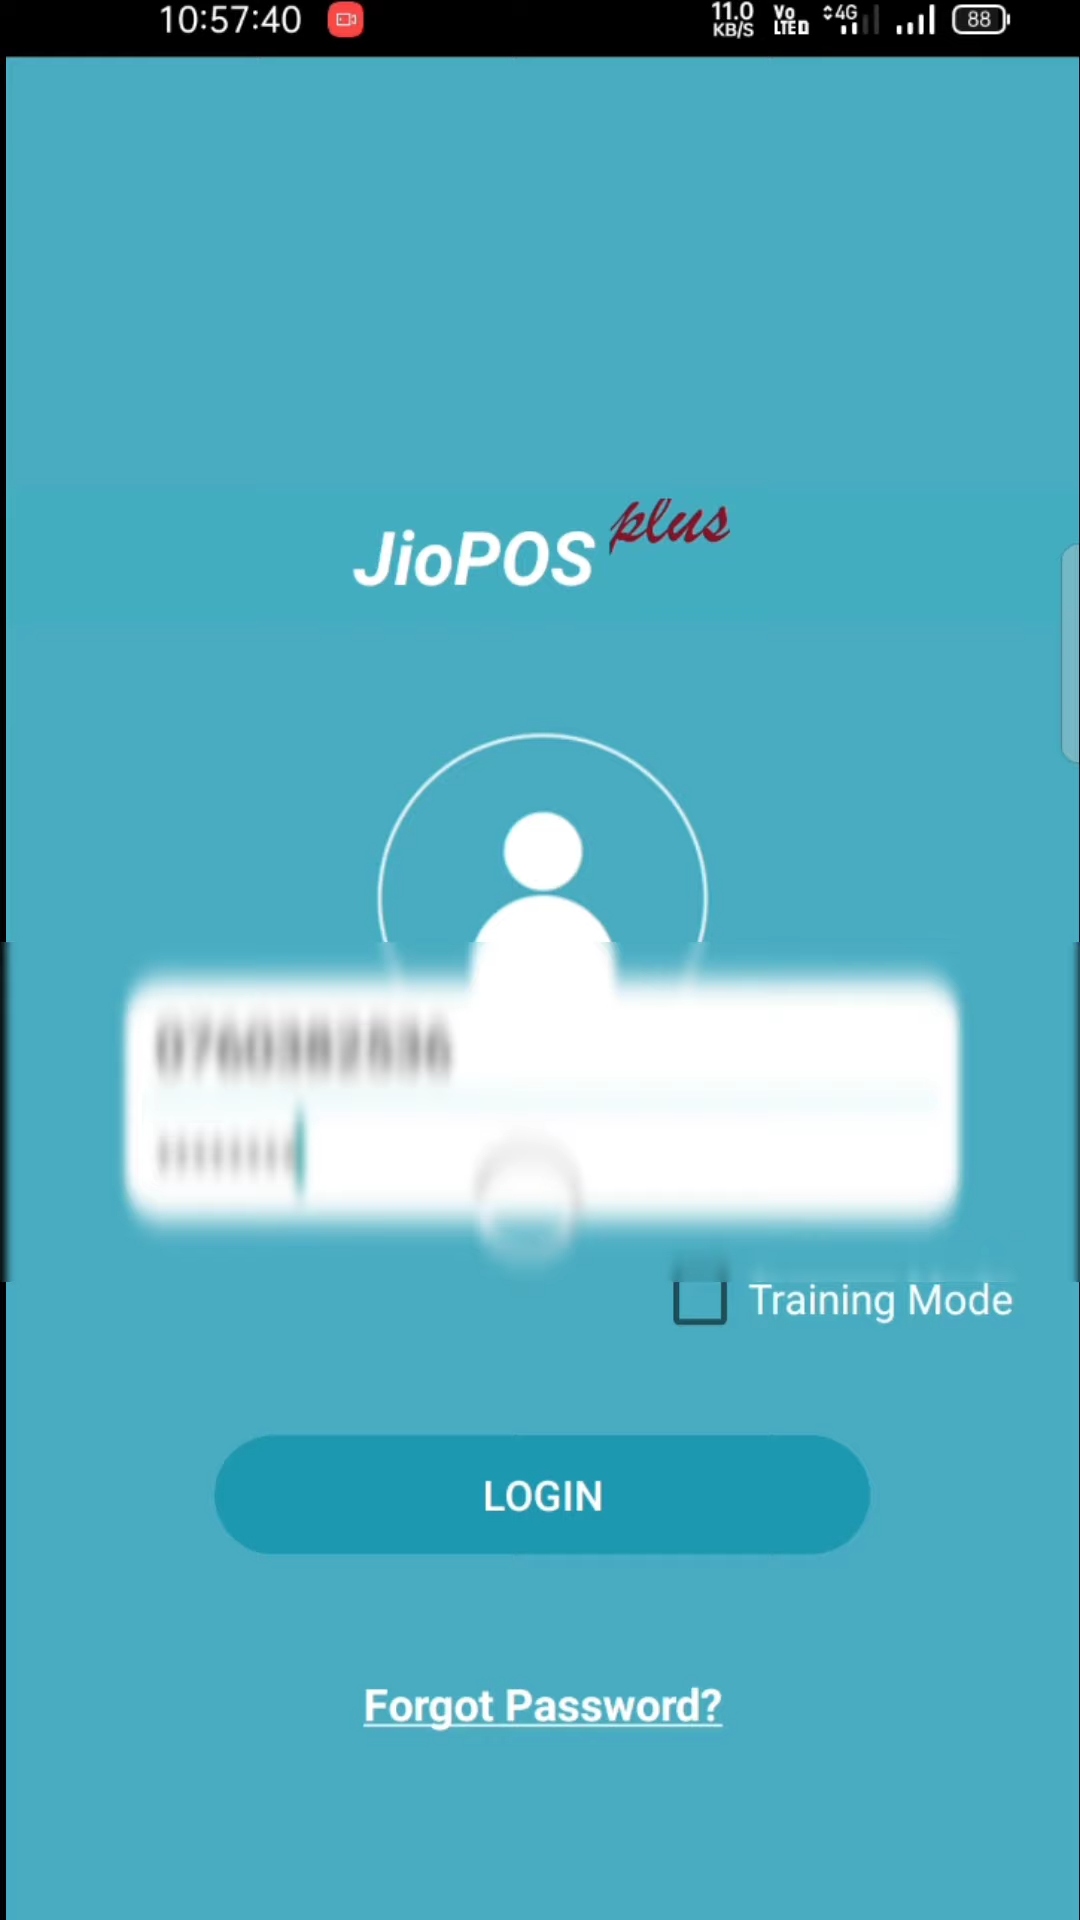 10:57:40 11.0 KB/S Vo LTE 4G 88
JioPOS plus
Training Mode
LOGIN
Forgot Password?